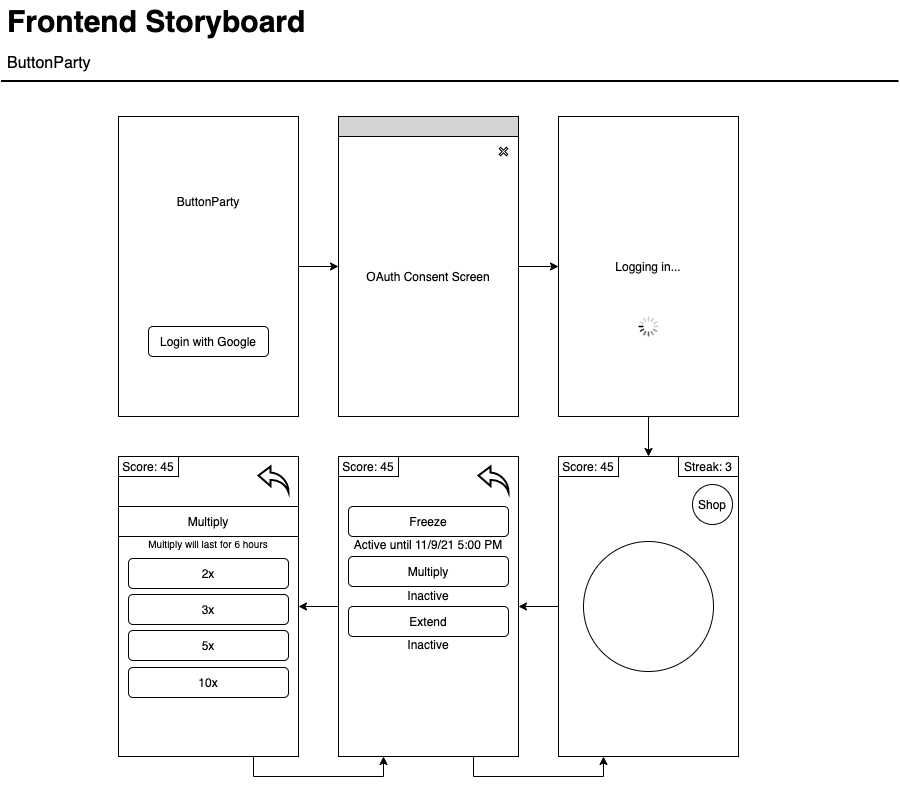 Frontend Storyboard
ButtonParty
ButtonParty
Login with Google
OAuth Consent Screen
Logging in...
Score: 45
Multiply
Multiply will last for 6 hours
2x
3x
5x
10x
Score: 45
Freeze
Active until 11/9/21 5:00 PM
Multiply
Inactive
Extend
Inactive
Score: 45
Streak: 3
Shop